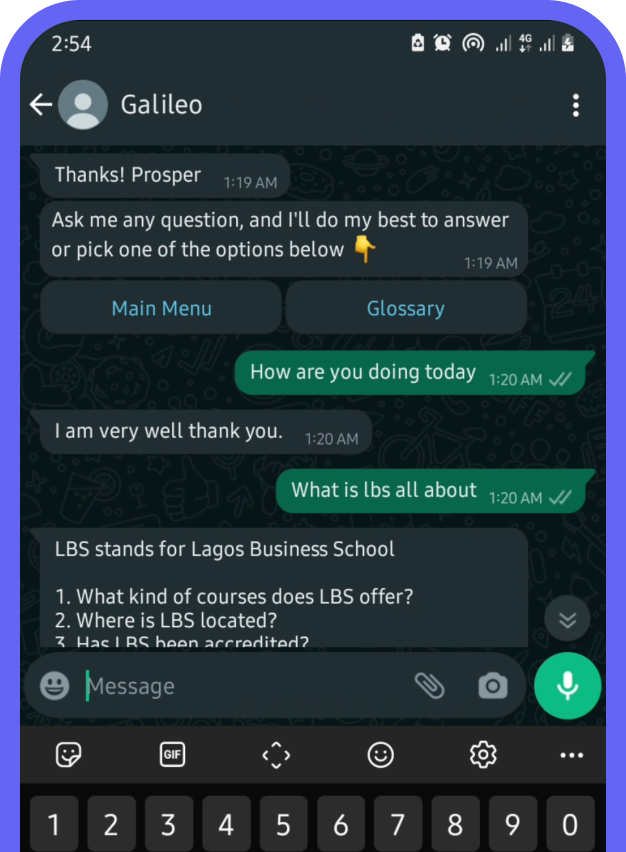 2:54
4G
Galileo
Thanks! Prosper 1:19 AM
Ask me any question, and I'll do my best to answer
or pick one of the options below 👇
1:19 AM
Main Menu Glossary
How are you doing today 1:20 AM
I am very well thank you. 1:20 AM
What is lbs all about 1:20 AM
LBS stands for Lagos Business School
1. What kind of courses does LBS offer?
2. Where is LBS located?
3. Has LBS been accredited?
Message
GIF
1 2 3 4 5 6 7 8 9 0